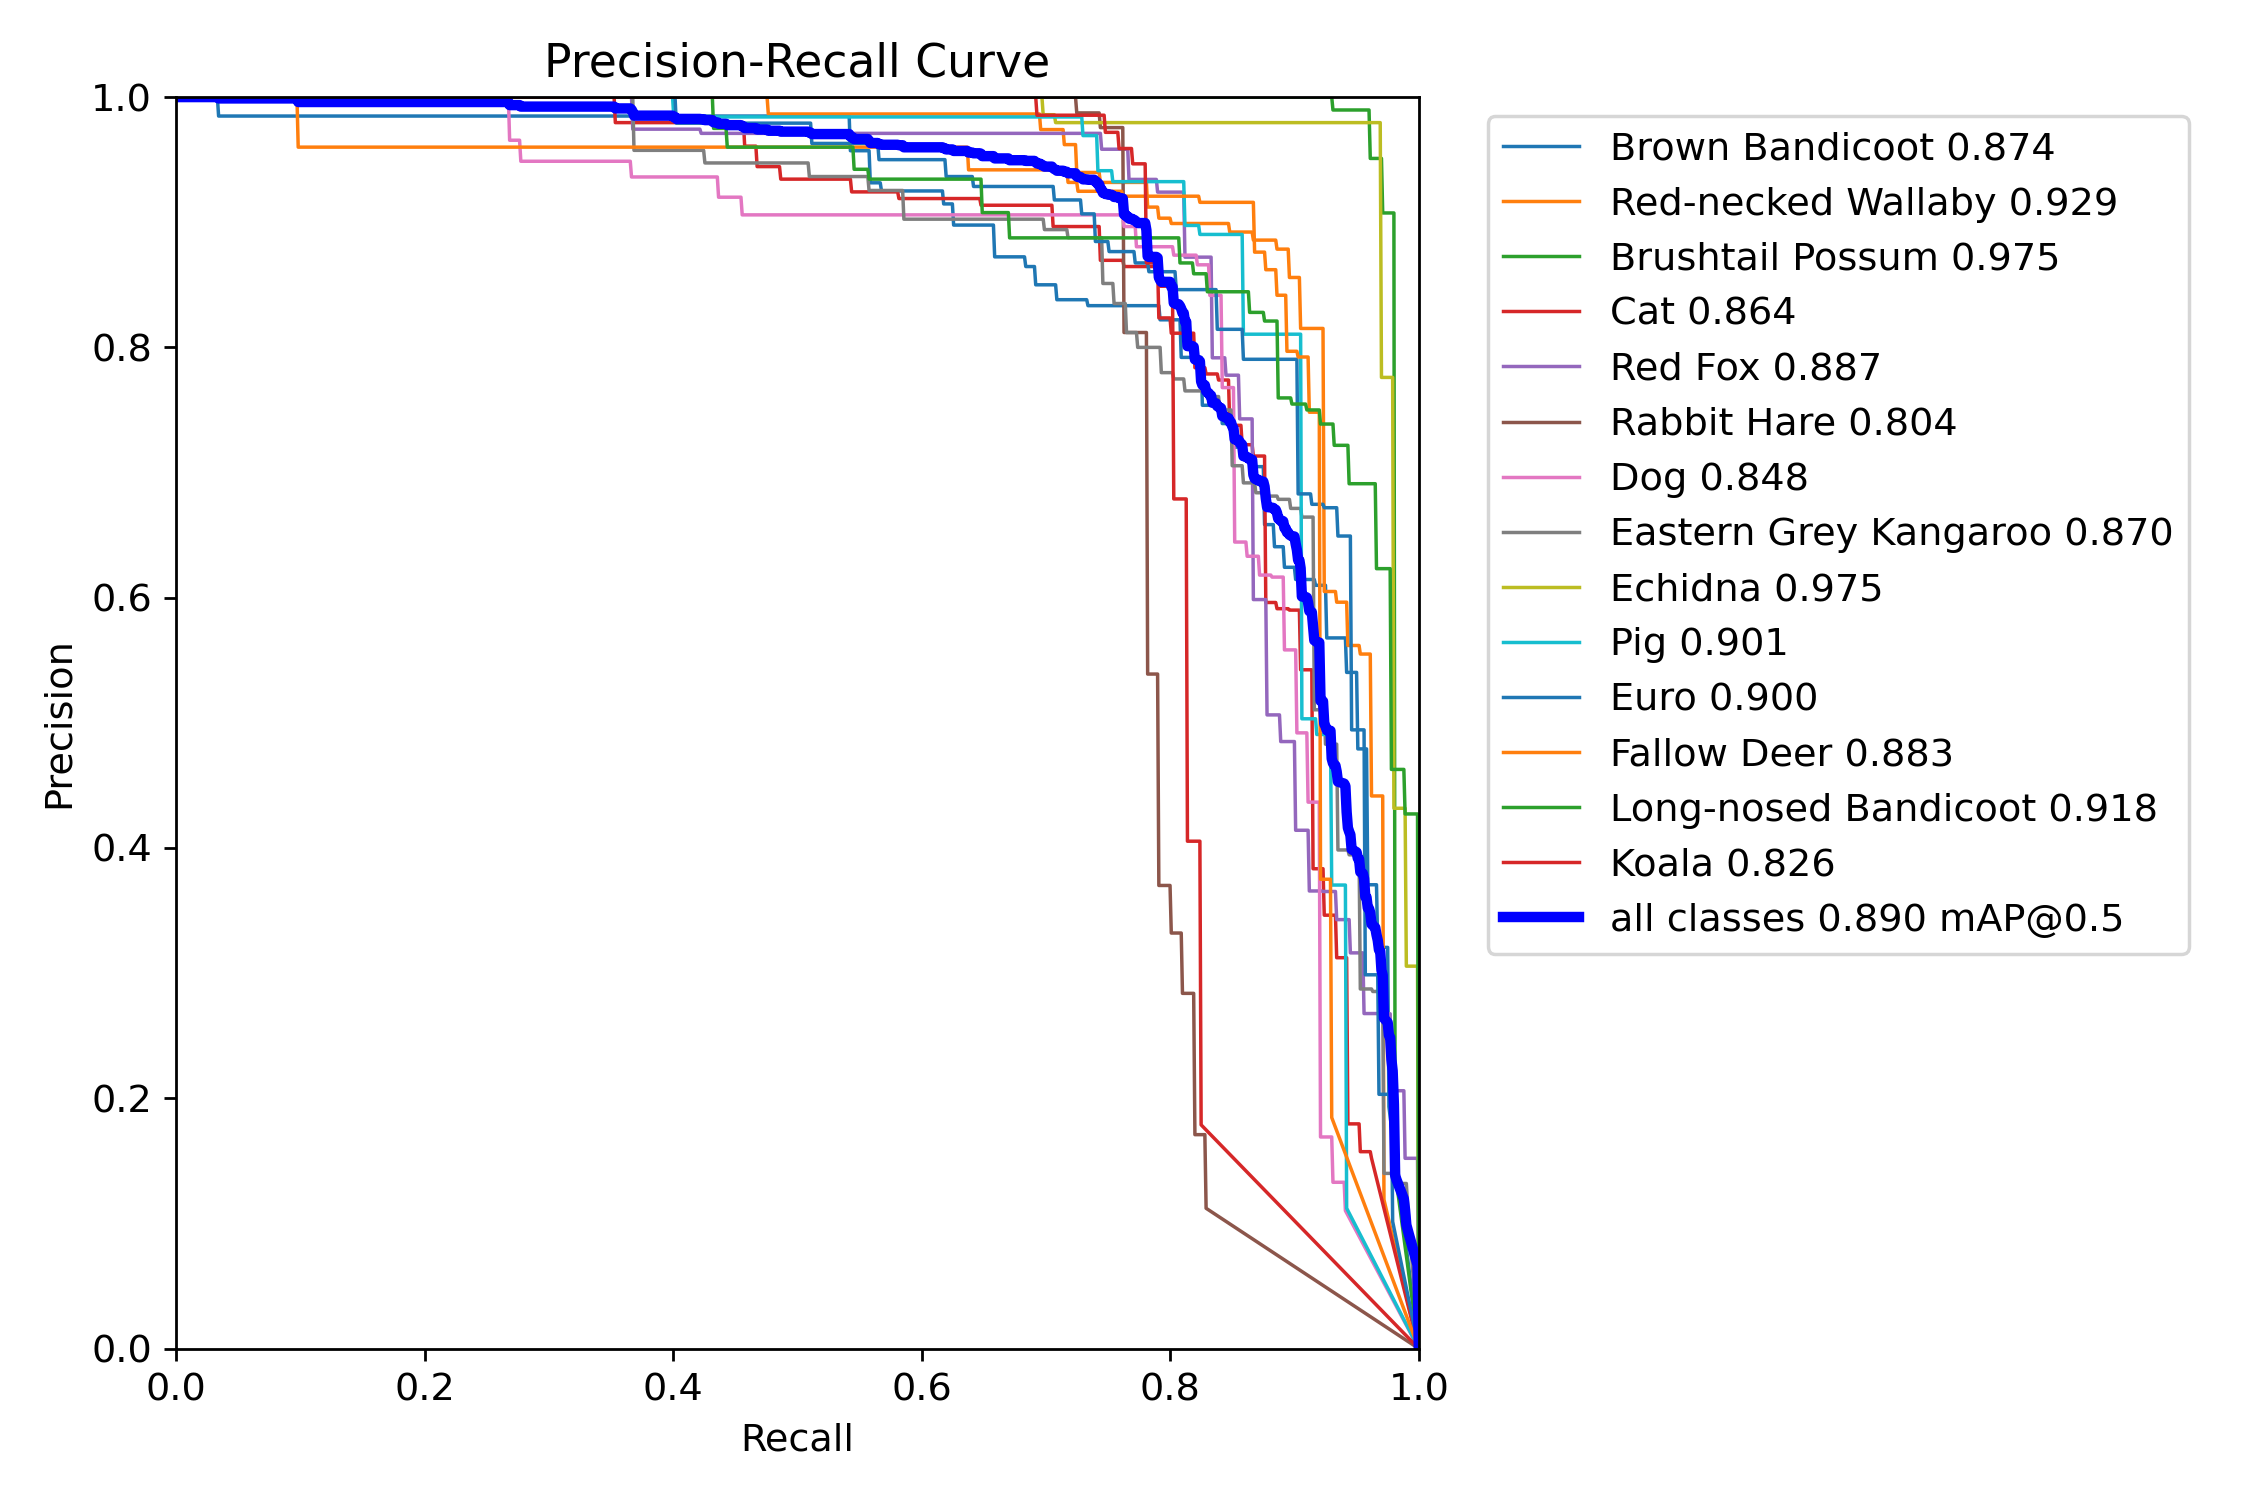 Precision-Recall Curve
1.0
0.8
0.6
0.4
0.2
0.0
Precision
0.0 0.2 0.4 0.6 0.8 1.0
Recall
Brown Bandicoot 0.874
Red-necked Wallaby 0.929
Brushtail Possum 0.975
Cat 0.864
Red Fox 0.887
Rabbit Hare 0.804
Dog 0.848
Eastern Grey Kangaroo 0.870
Echidna 0.975
Pig 0.901
Euro 0.900
Fallow Deer 0.883
Long-nosed Bandicoot 0.918
Koala 0.826
all classes 0.890 mAP@0.5